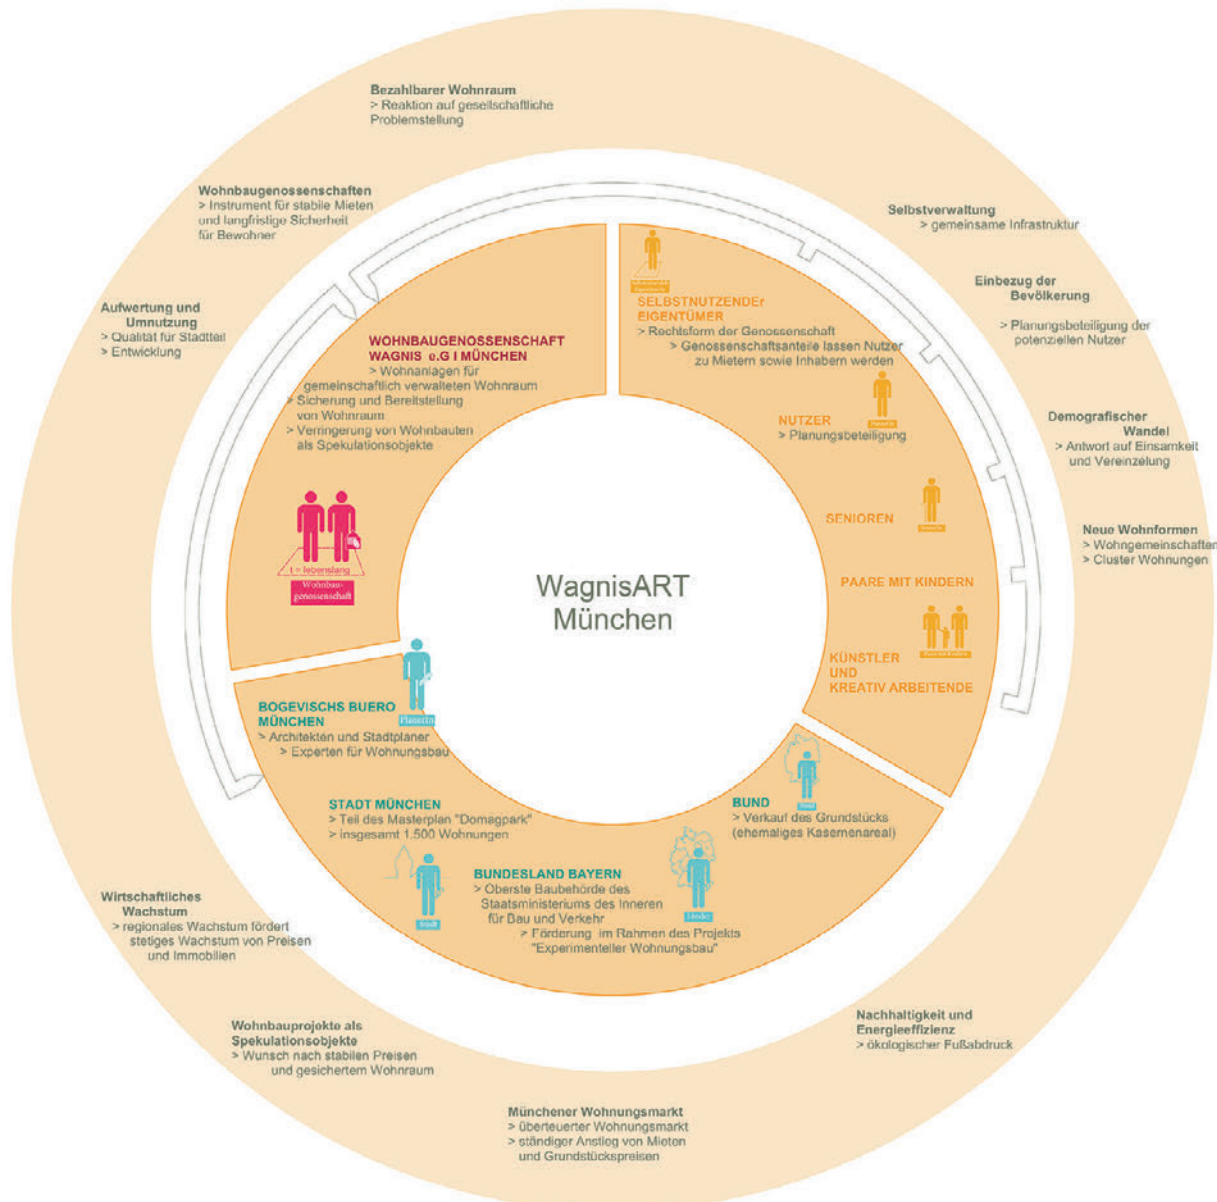 Bezahlbarer Wohnraum
> Reaktion auf gesellschaftliche
Problemstellung
Wohnbaugenossenschaften
> Instrument für stabile Mieten
und langfristige Sicherheit
für Bewohner
Aufwertung und
Umnutzung
> Qualität für Stadtteil
> Entwicklung
Selbstverwaltung
> gemeinsame Infrastruktur
Einbezug der
Bevölkerung
> Planungsbeteiligung der
potenziellen Nutzer
Demografischer
Wandel
> Antwort auf Einsamkeit
und Vereinzelung
Neue Wohnformen
> Wohngemeinschaften
> Cluster Wohnungen
WOHNBAUGENOSSENSCHAFT
WAGNIS e.G I MÜNCHEN
> Wohnanlagen für
gemeinschaftlich verwalteten Wohnraum
> Sicherung und Bereitstellung
von Wohnraum
> Verringerung von Wohnbauten
als Spekulationsobjekte
t = lebenslang
Wohnbau-
genossenschaft
SELBSTNUTZENDEr
EIGENTÜMER
> Rechtsform der Genossenschaft
> Genossenschaftsanteile lassen Nutzer
zu Mietern sowie Inhabern werden
NUTZER
> Planungsbeteiligung
SENIOREN
PAARE MIT KINDERN
KÜNSTLER
UND
KREATIV ARBEITENDE
WagnisART
München
PlanerIn
BOGEVISCHS BUERO
MÜNCHEN
> Architekten und Stadtplaner
> Experten für Wohnungsbau
STADT MÜNCHEN
> Teil des Masterplan "Domagpark"
> insgesamt 1.500 Wohnungen
Stadt
BUNDESLAND BAYERN
> Oberste Baubehörde des
Staatsministeriums des Inneren
für Bau und Verkehr
> Förderung im Rahmen des Projekts
"Experimenteller Wohnungsbau"
Länder
BUND
> Verkauf des Grundstücks
(ehemaliges Kasernenareal)
Wirtschaftliches
Wachstum
> regionales Wachstum fördert
stetiges Wachstum von Preisen
und Immobilien
Wohnbauprojekte als
Spekulationsobjekte
> Wunsch nach stabilen Preisen
und gesichertem Wohnraum
Münchener Wohnungsmarkt
> überteuerter Wohnungsmarkt
> ständiger Anstieg von Mieten
und Grundstückspreisen
Nachhaltigkeit und
Energieeffizienz
> ökologischer Fußabdruck